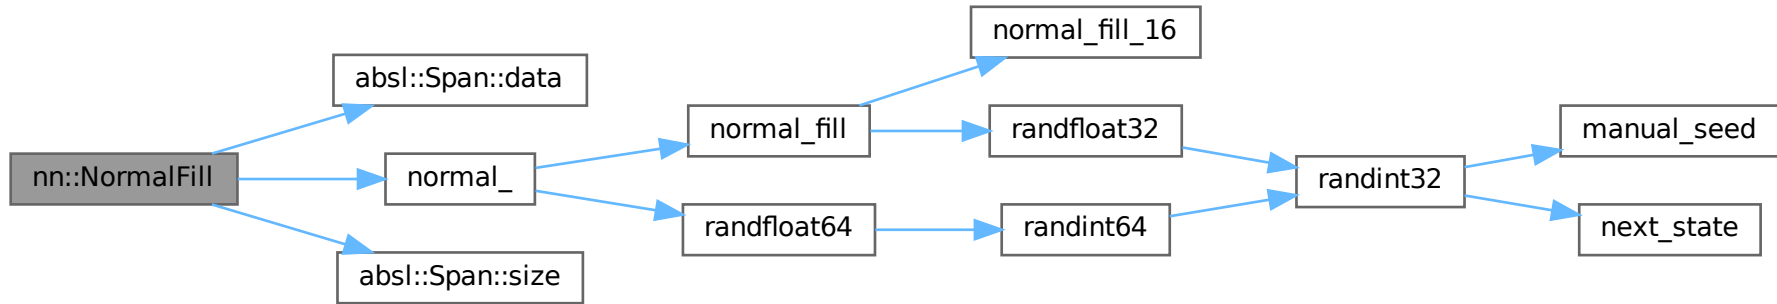 nn::NormalFill
absl::Span::data
normal_
absl::Span::size
normal_fill
randfloat64
normal_fill_16
randfloat32
randint64
randint32
manual_seed
next_state